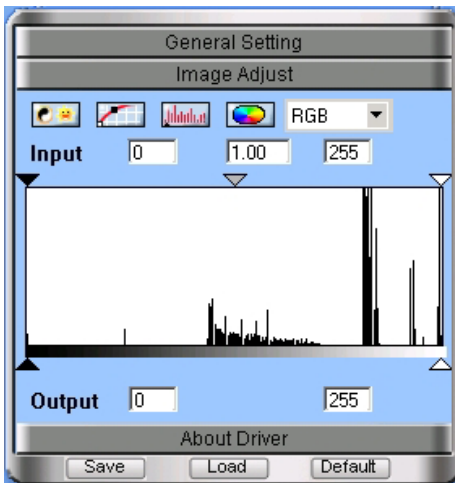 General Setting
Image Adjust
RGB
Input 0 1.00 255
Output 0 255
About Driver
Save Load Default